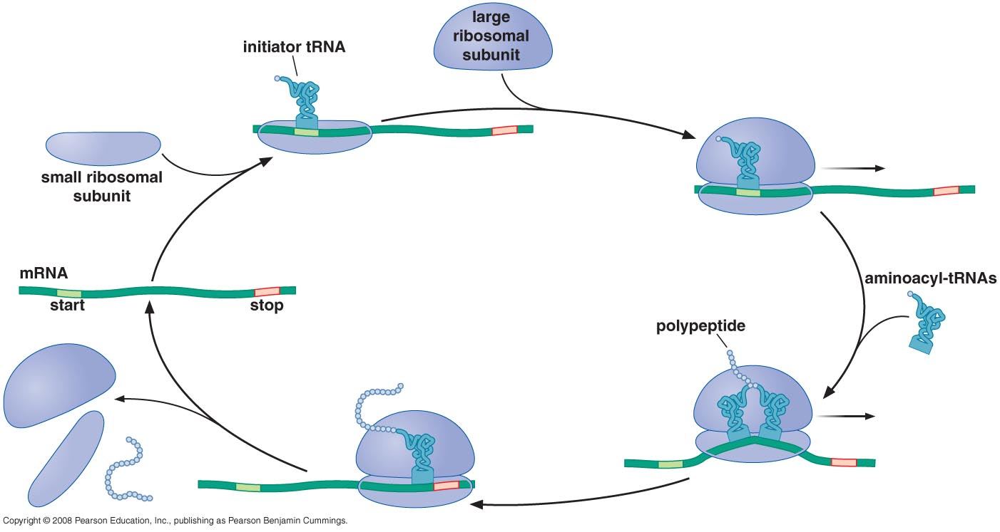 large
ribosomal
subunit
initiator tRNA
small ribosomal
subunit
mRNA
start
stop
aminoacyl-tRNAs
polypeptide
Copyright © 2008 Pearson Education, Inc., publishing as Pearson Benjamin Cummings.